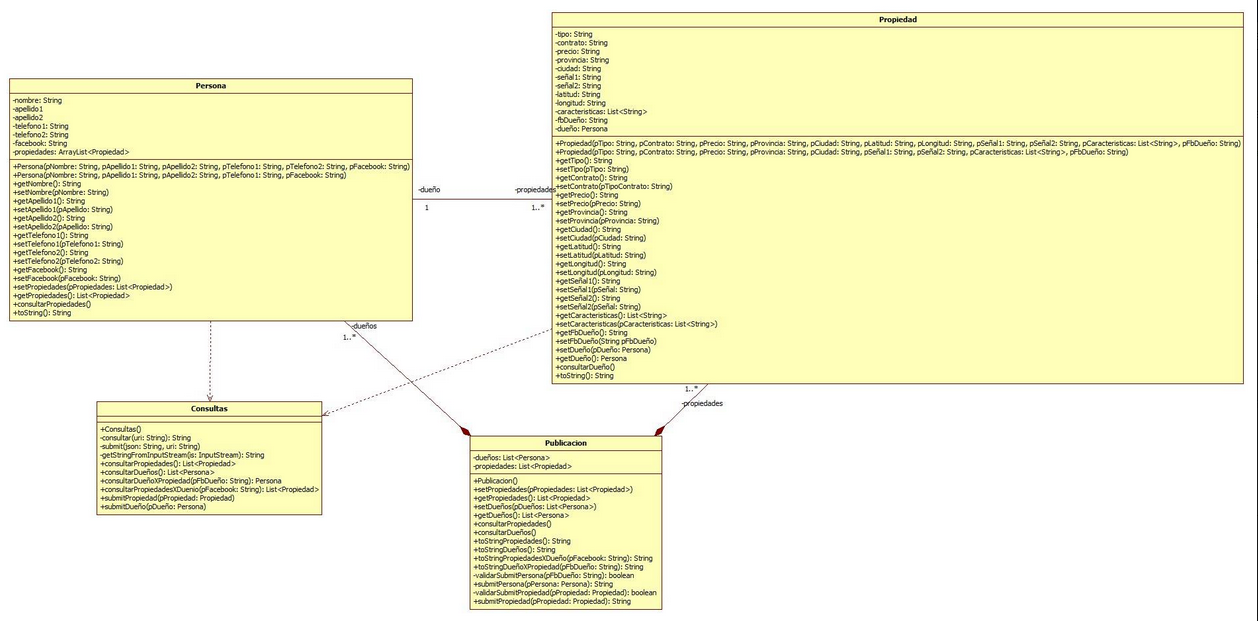 Persona
-nombre: String
-apellido1
-apellido2
-telefono1: String
-telefono2: String
-facebook: String
-propiedades: ArrayList<Propiedad>
+Persona(pNombre: String, pApellido1: String, pApellido2: String, pTelefono1: String, pTelefono2: String, pFacebook: String)
+Persona(pNombre: String, pApellido1: String, pApellido2: String, pTelefono1: String, pFacebook: String)
+getNombre(): String
+setNombre(pNombre: String)
+getApellido1(): String
+setApellido1(pApellido: String)
+getApellido2(): String
+setApellido2(pApellido: String)
+getTelefono1(): String
+setTelefono1(pTelefono1: String)
+getTelefono2(): String
+setTelefono2(pTelefono2: String)
+getFacebook(): String
+setFacebook(pFacebook: String)
+setPropiedades(pPropiedades: List<Propiedad>)
+getPropiedades(): List<Propiedad>
+consultarPropiedades()
+toString(): String
-dueño
1
-propiedades
1..*
Propiedad
-tipo: String
-contrato: String
-precio: String
-provincia: String
-ciudad: String
-señal1: String
-señal2: String
-latitud: String
-longitud: String
-caracteristicas: List<String>
-fbDueño: String
-dueño: Persona
+Propiedad(pTipo: String, pContrato: String, pPrecio: String, pProvincia: String, pCiudad: String, pLatitud: String, pLongitud: String, pSeñal1: String, pSeñal2: String, pCaracteristicas: List<String>, pFbDueño: String)
+Propiedad(pTipo: String, pContrato: String, pPrecio: String, pProvincia: String, pCiudad: String, pSeñal1: String, pSeñal2: String, pCaracteristicas: List<String>, pFbDueño: String)
+getTipo(): String
+setTipo(pTipo: String)
+getContrato(): String
+setContrato(pTipoContrato: String)
+getPrecio(): String
+setPrecio(pPrecio: String)
+getProvincia(): String
+setProvincia(pProvincia: String)
+getCiudad(): String
+setCiudad(pCiudad: String)
+getLatitud(): String
+setLatitud(pLatitud: String)
+getLongitud(): String
+setLongitud(pLongitud: String)
+getSeñal1(): String
+setSeñal1(pSeñal: String)
+getSeñal2(): String
+setSeñal2(pSeñal: String)
+getCaracteristicas(): List<String>
+setCaracteristicas(pCaracteristicas: List<String>)
+getFbDueño(): String
+setFbDueño(String pFbDueño)
+setDueño(pDueño: Persona)
+getDueño(): Persona
+consultarDueño()
+toString(): String
-dueños
1..*
1..*
-propiedades
Consultas
+Consultas()
-consultar(uri: String): String
-submit(json: String, uri: String)
-getStringFromInputStream(is: InputStream): String
+consultarPropiedades(): List<Propiedad>
+consultarDueños(): List<Persona>
+consultarDueñoXPropiedad(pFbDueño: String): Persona
+consultarPropiedadesXDuenio(pFacebook: String): List<Propiedad>
+submitPropiedad(pPropiedad: Propiedad)
+submitDueño(pDueño: Persona)
Publicacion
-dueños: List<Persona>
-propiedades: List<Propiedad>
+Publicacion()
+setPropiedades(pPropiedades: List<Propiedad>)
+getPropiedades(): List<Propiedad>
+setDueños(pDueños: List<Persona>)
+getDueños(): List<Persona>
+consultarPropiedades()
+consultarDueños()
+toStringPropiedades(): String
+toStringDueños(): String
+toStringPropiedadesXDueño(pFacebook: String): String
+toStringDueñoXPropiedad(pFbDueño: String): String
-validarSubmitPersona(pFbDueño: String): boolean
+submitPersona(pPersona: Persona): String
-validarSubmitPropiedad(pPropiedad: Propiedad): boolean
+submitPropiedad(pPropiedad: Propiedad): String